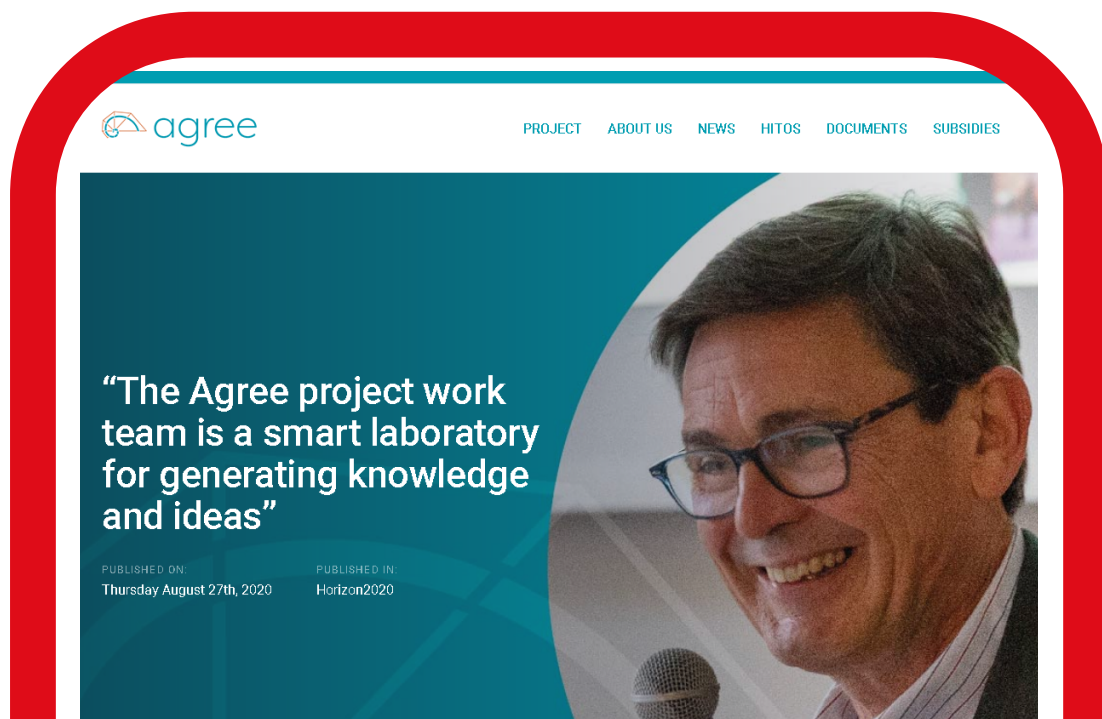 agree
PROJECT ABOUT US NEWS HITOS DOCUMENTS SUBSIDIES
“The Agree project work
team is a smart laboratory
for generating knowledge
and ideas”
PUBLISHED ON: PUBLISHED IN:
Thursday August 27th, 2020 Horizon2020